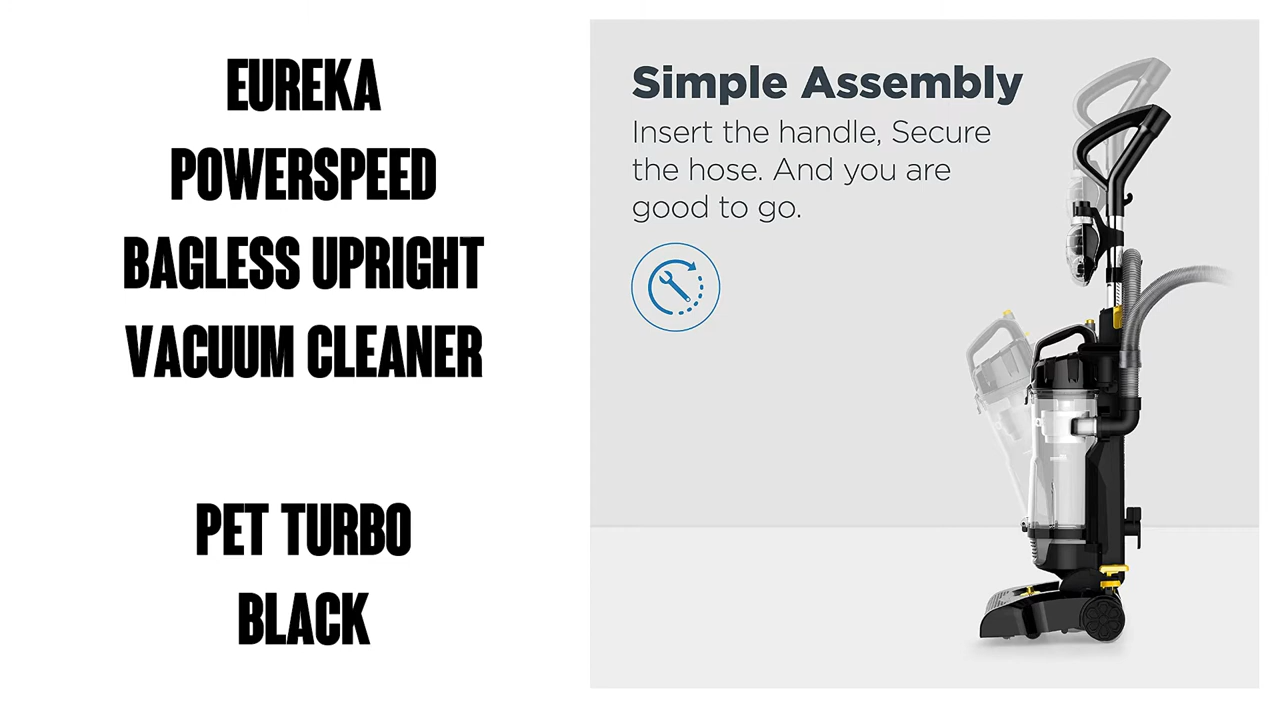 EUREKA
POWERSPEED
BAGLESS UPRIGHT
VACUUM CLEANER
PET TURBO
BLACK
Simple Assembly
Insert the handle, Secure
the hose. And you are
good to go.